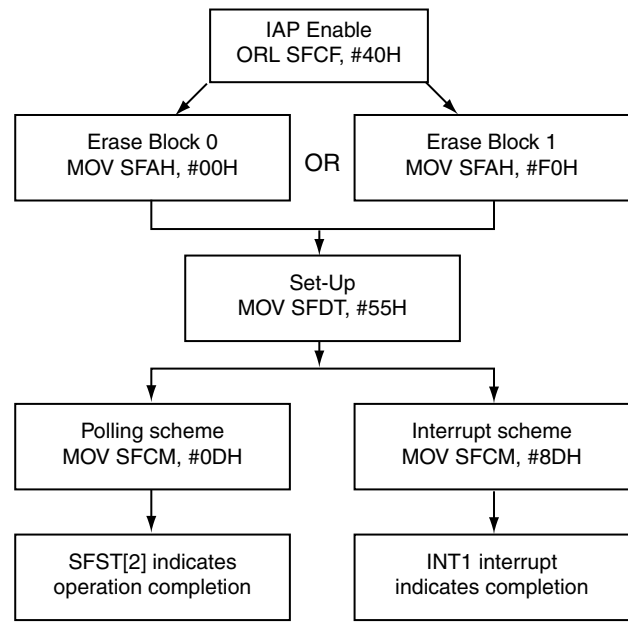 IAP Enable
ORL SFCF, #40H
Erase Block 0
MOV SFAH, #00H
OR
Erase Block 1
MOV SFAH, #F0H
Set-Up
MOV SFDT, #55H
Polling scheme
MOV SFCM, #0DH
Interrupt scheme
MOV SFCM, #8DH
SFST[2] indicates
operation completion
INT1 interrupt
indicates completion